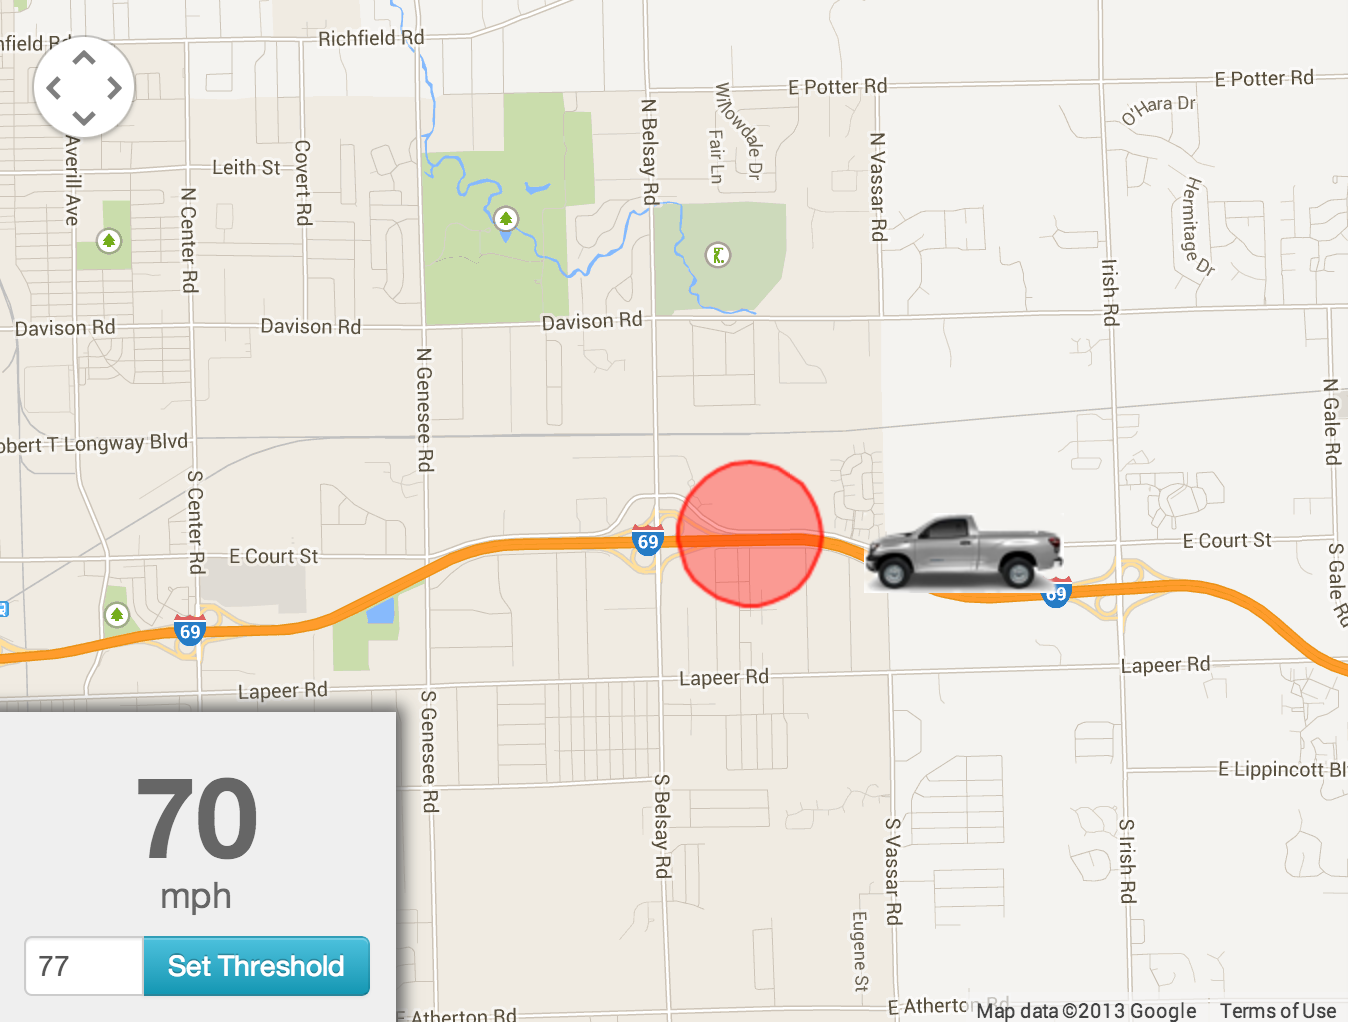 Richfield Rd
E Potter Rd
E Potter Rd
O'Hara Dr
Willowdale Dr
Fair Ln
N Belsay Rd
N Vassar Rd
Averill Ave
Leith St
Covert Rd
N Center Rd
Hermitage Dr
Irish Rd
Davison Rd
Davison Rd
Davison Rd
N Genesee Rd
N Gale Rd
obert T Longway Blvd
S Center Rd
E Court St
69
E Court St
S Gale Rd
69
69
Lapeer Rd
Lapeer Rd
Lapeer Rd
S Genesee Rd
E Lippincott Bl
S Belsay Rd
S Vassar Rd
S Irish Rd
Eugene St
70
mph
77
Set Threshold
E Atherton Rd
E Atherton Rd
Map data ©2013 Google
Terms of Use